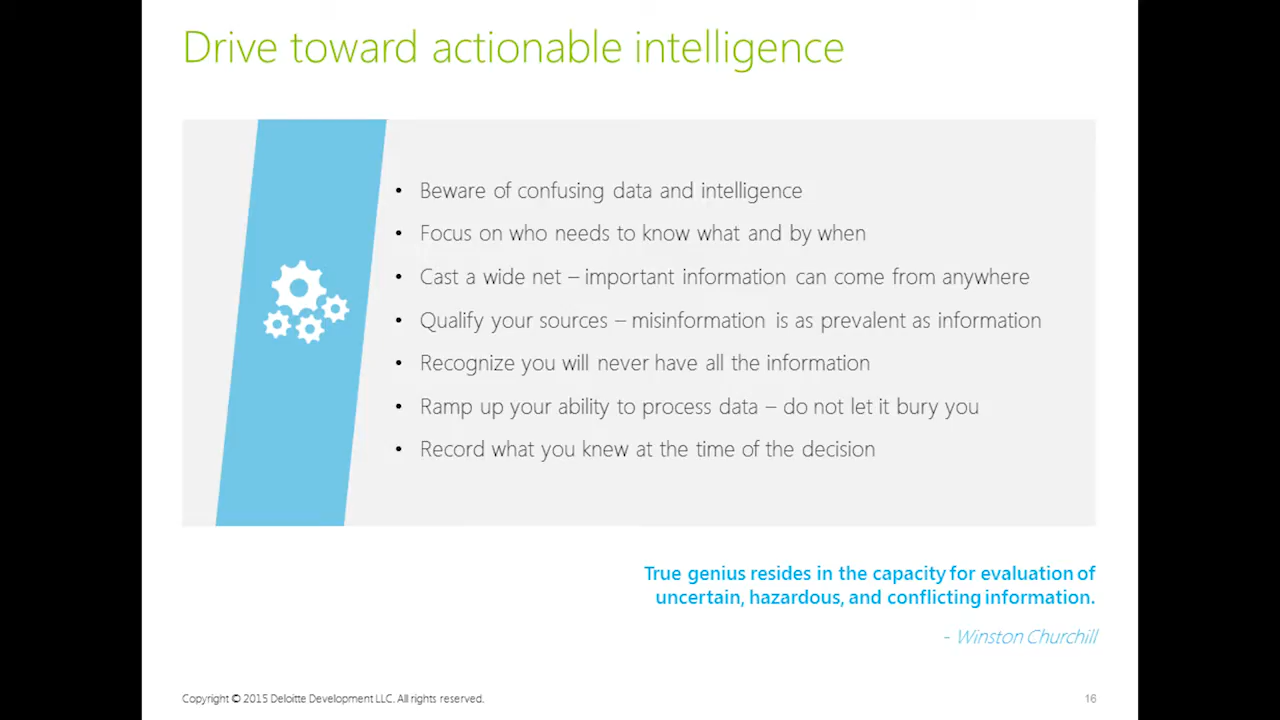 Drive toward actionable intelligence
• Beware of confusing data and intelligence
• Focus on who needs to know what and by when
• Cast a wide net – important information can come from anywhere
• Qualify your sources – misinformation is as prevalent as information
• Recognize you will never have all the information
• Ramp up your ability to process data – do not let it bury you
• Record what you knew at the time of the decision
True genius resides in the capacity for evaluation of
uncertain, hazardous, and conflicting information.
- Winston Churchill
Copyright © 2015 Deloitte Development LLC. All rights reserved.
16